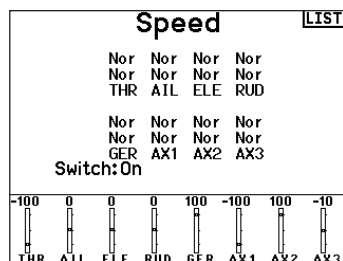 Speed LIST
Nor Nor Nor Nor
Nor Nor Nor Nor
THR AIL ELE RUD
Nor Nor Nor Nor
Nor Nor Nor Nor
GER AX1 AX2 AX3
Switch:On
-100 0 0 0 100 -100 100 -10
THR AIL ELE RUD GER AX1 AX2 AX3